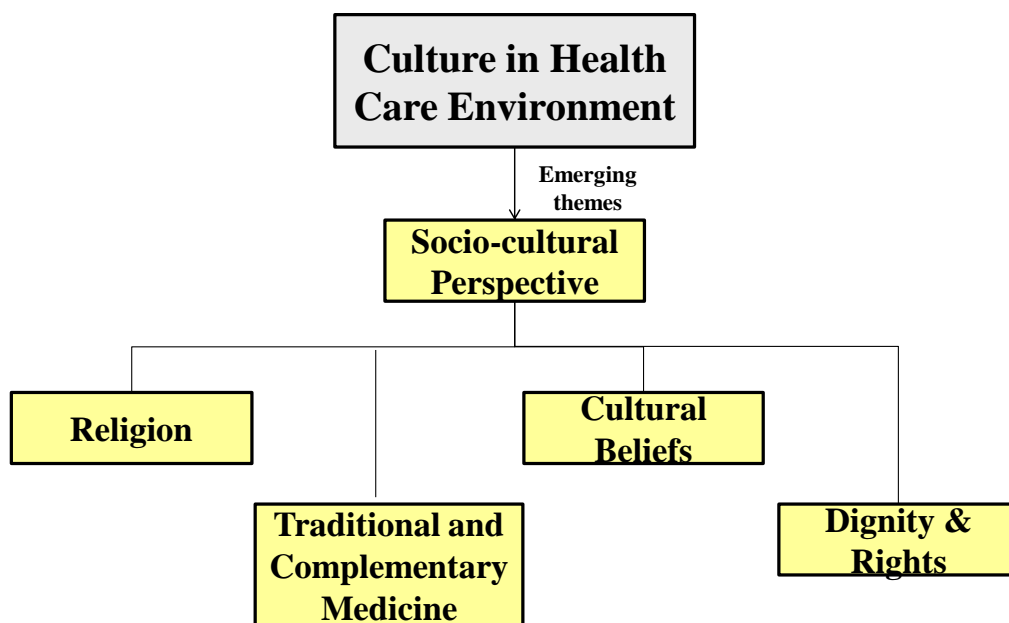 Culture in Health
Care Environment
Emerging
themes
Socio-cultural
Perspective
Religion
Cultural
Beliefs
Traditional and
Complementary
Medicine
Dignity &
Rights